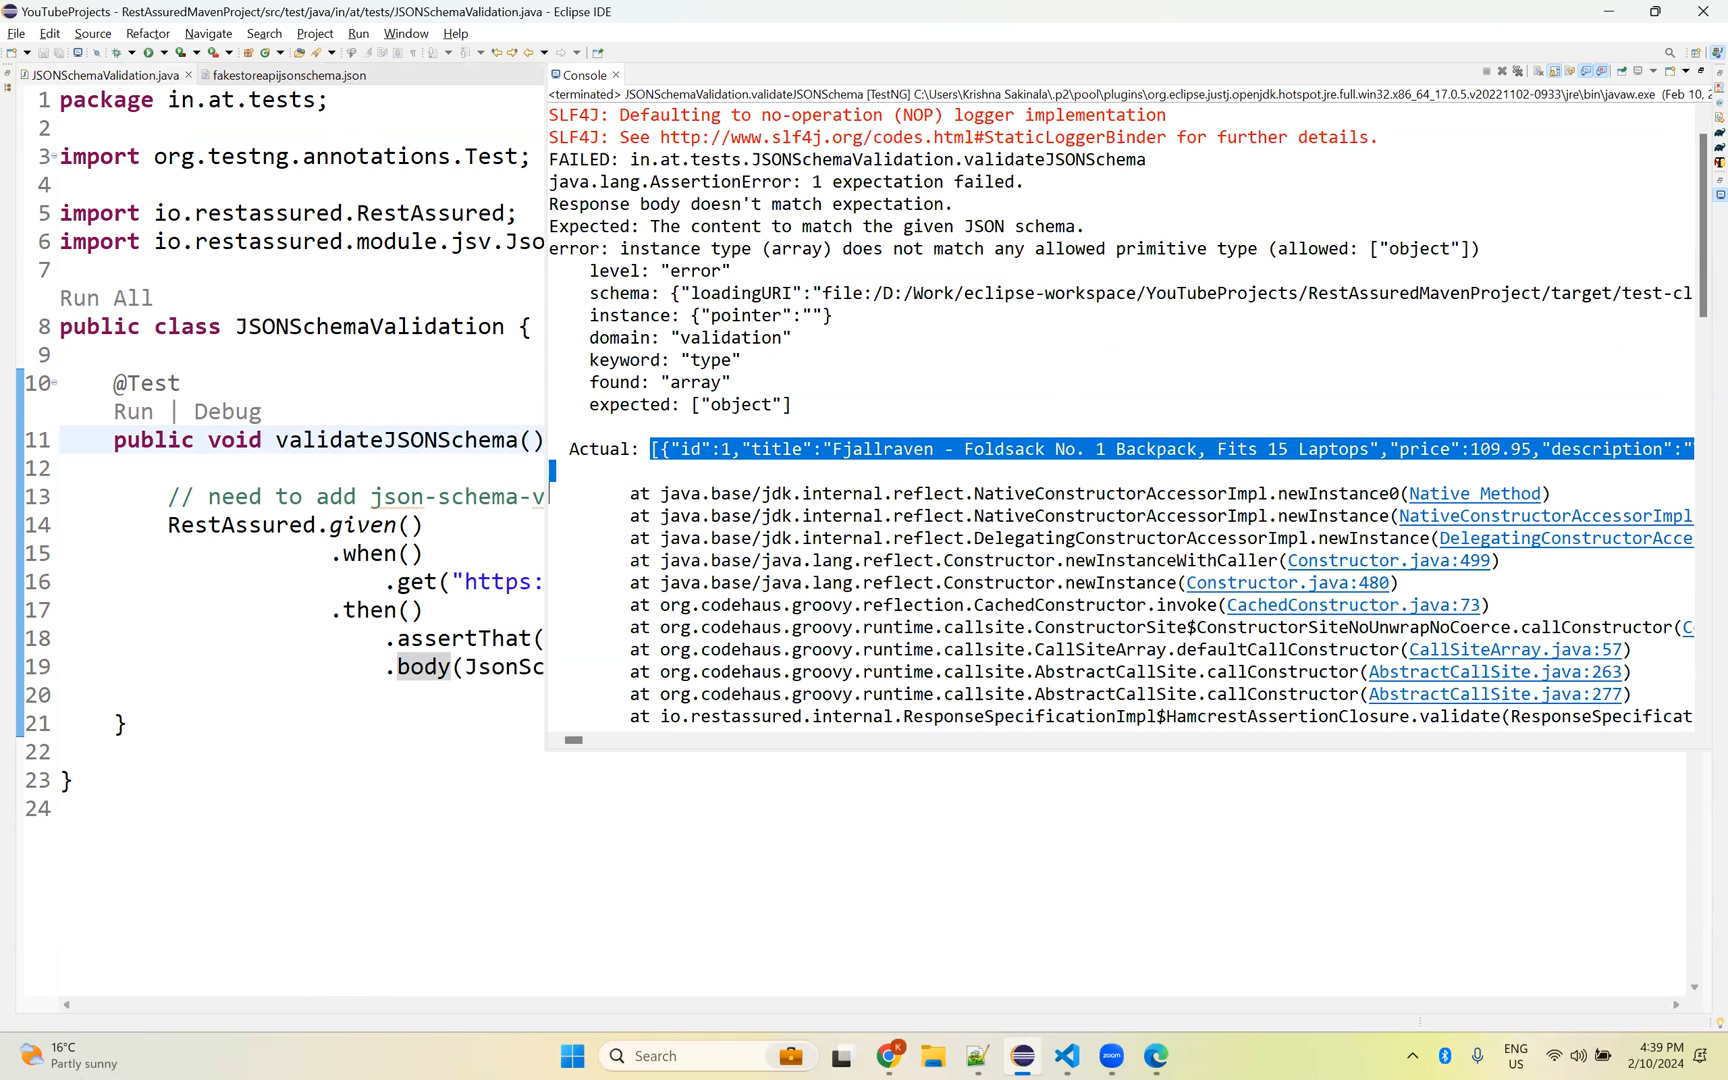 YouTubeProjects - RestAssuredMavenProject/src/test/java/in/at/tests/JSONSchemaValidation.java - Eclipse IDE
File Edit Source Refactor Navigate Search Project Run Window Help
JSONSchemaValidation.java fakestoreapijsonschema.json
1 package in.at.tests;
2
3 import org.testng.annotations.Test;
4
5 import io.restassured.RestAssured;
6 import io.restassured.module.jsv.Jso
7
Run All
8 public class JSONSchemaValidation {
9
10 @Test
Run | Debug
11 public void validateJSONSchema()
12
13 // need to add json-schema-v
14 RestAssured.given()
15 .when()
16 .get("https:
17 .then()
18 .assertThat(
19 .body(JsonSc
20
21 }
22
23 }
24
Console
<terminated> JSONSchemaValidation.validateJSONSchema [TestNG] C:\Users\Krishna Sakinala\.p2\pool\plugins\org.eclipse.justj.openjdk.hotspot.jre.full.win32.x86_64_17.0.5.v20221102-0933\jre\bin\javaw.exe (Feb 10, 2
SLF4J: Defaulting to no-operation (NOP) logger implementation
SLF4J: See http://www.slf4j.org/codes.html#StaticLoggerBinder for further details.
FAILED: in.at.tests.JSONSchemaValidation.validateJSONSchema
java.lang.AssertionError: 1 expectation failed.
Response body doesn't match expectation.
Expected: The content to match the given JSON schema.
error: instance type (array) does not match any allowed primitive type (allowed: ["object"])
level: "error"
schema: {"loadingURI":"file:/D:/Work/eclipse-workspace/YouTubeProjects/RestAssuredMavenProject/target/test-cl
instance: {"pointer":""}
domain: "validation"
keyword: "type"
found: "array"
expected: ["object"]
Actual: [{"id":1,"title":"Fjallraven - Foldsack No. 1 Backpack, Fits 15 Laptops","price":109.95,"description":"
at java.base/jdk.internal.reflect.NativeConstructorAccessorImpl.newInstance0(Native Method)
at java.base/jdk.internal.reflect.NativeConstructorAccessorImpl.newInstance(NativeConstructorAccessorImpl
at java.base/jdk.internal.reflect.DelegatingConstructorAccessorImpl.newInstance(DelegatingConstructorAcce
at java.base/java.lang.reflect.Constructor.newInstanceWithCaller(Constructor.java:499)
at java.base/java.lang.reflect.Constructor.newInstance(Constructor.java:480)
at org.codehaus.groovy.reflection.CachedConstructor.invoke(CachedConstructor.java:73)
at org.codehaus.groovy.runtime.callsite.ConstructorSite$ConstructorSiteNoUnwrapNoCoerce.callConstructor(C
at org.codehaus.groovy.runtime.callsite.CallSiteArray.defaultCallConstructor(CallSiteArray.java:57)
at org.codehaus.groovy.runtime.callsite.AbstractCallSite.callConstructor(AbstractCallSite.java:263)
at org.codehaus.groovy.runtime.callsite.AbstractCallSite.callConstructor(AbstractCallSite.java:277)
at io.restassured.internal.ResponseSpecificationImpl$HamcrestAssertionClosure.validate(ResponseSpecificat
16°C
Partly sunny
Search
zoom
K
ENG
US
4:39 PM
2/10/2024